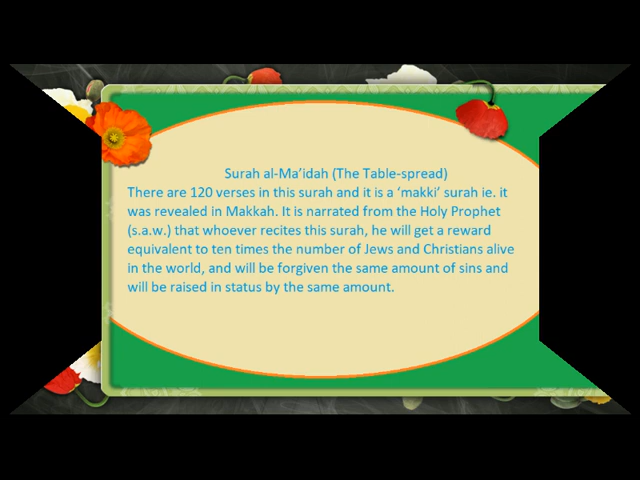 Surah al-Ma’idah (The Table-spread)
There are 120 verses in this surah and it is a ‘makki’ surah ie. it
was revealed in Makkah. It is narrated from the Holy Prophet
(s.a.w.) that whoever recites this surah, he will get a reward
equivalent to ten times the number of Jews and Christians alive
in the world, and will be forgiven the same amount of sins and
will be raised in status by the same amount.